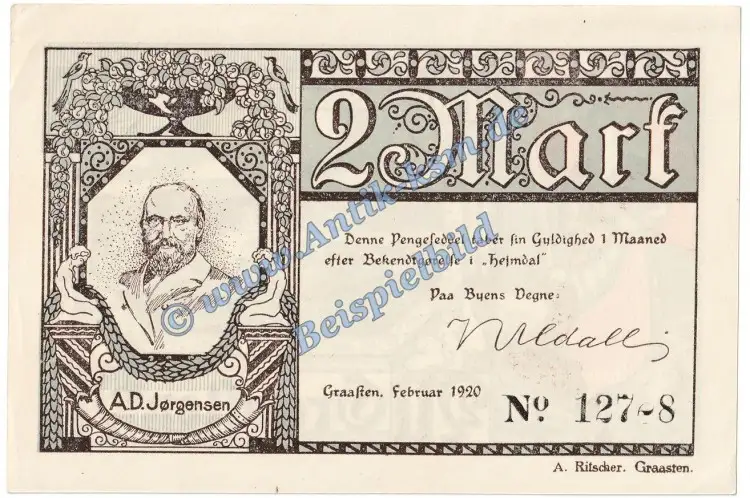 2 Mark
Denne Pengeseddel taber sin Gyldighed 1 Maaned
efter Bekendtgørelse i „Hejmdal“
Paa Byens Vegne:
Uldall
Graasten, Februar 1920
A.D. Jørgensen
No 127-8
A. Ritscher. Graasten.
© www.Antik-ksm.de
Beispielbild